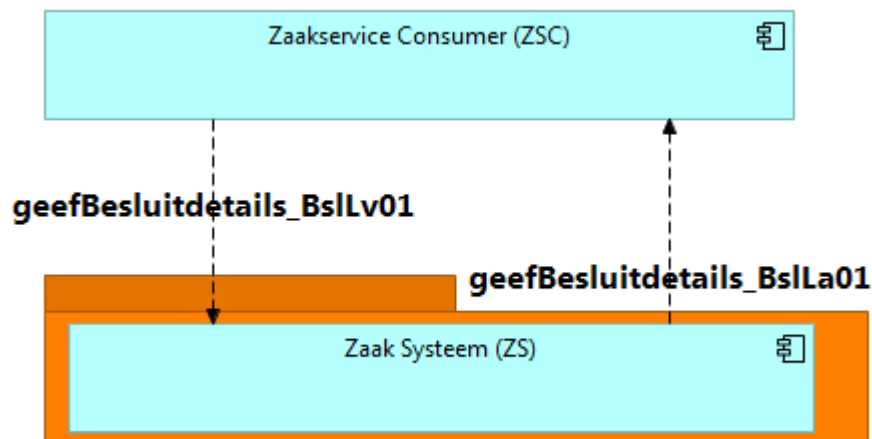 Zaakservice Consumer (ZSC)
geefBesluitdetails_BslLv01
geefBesluitdetails_BslLa01
Zaak Systeem (ZS)